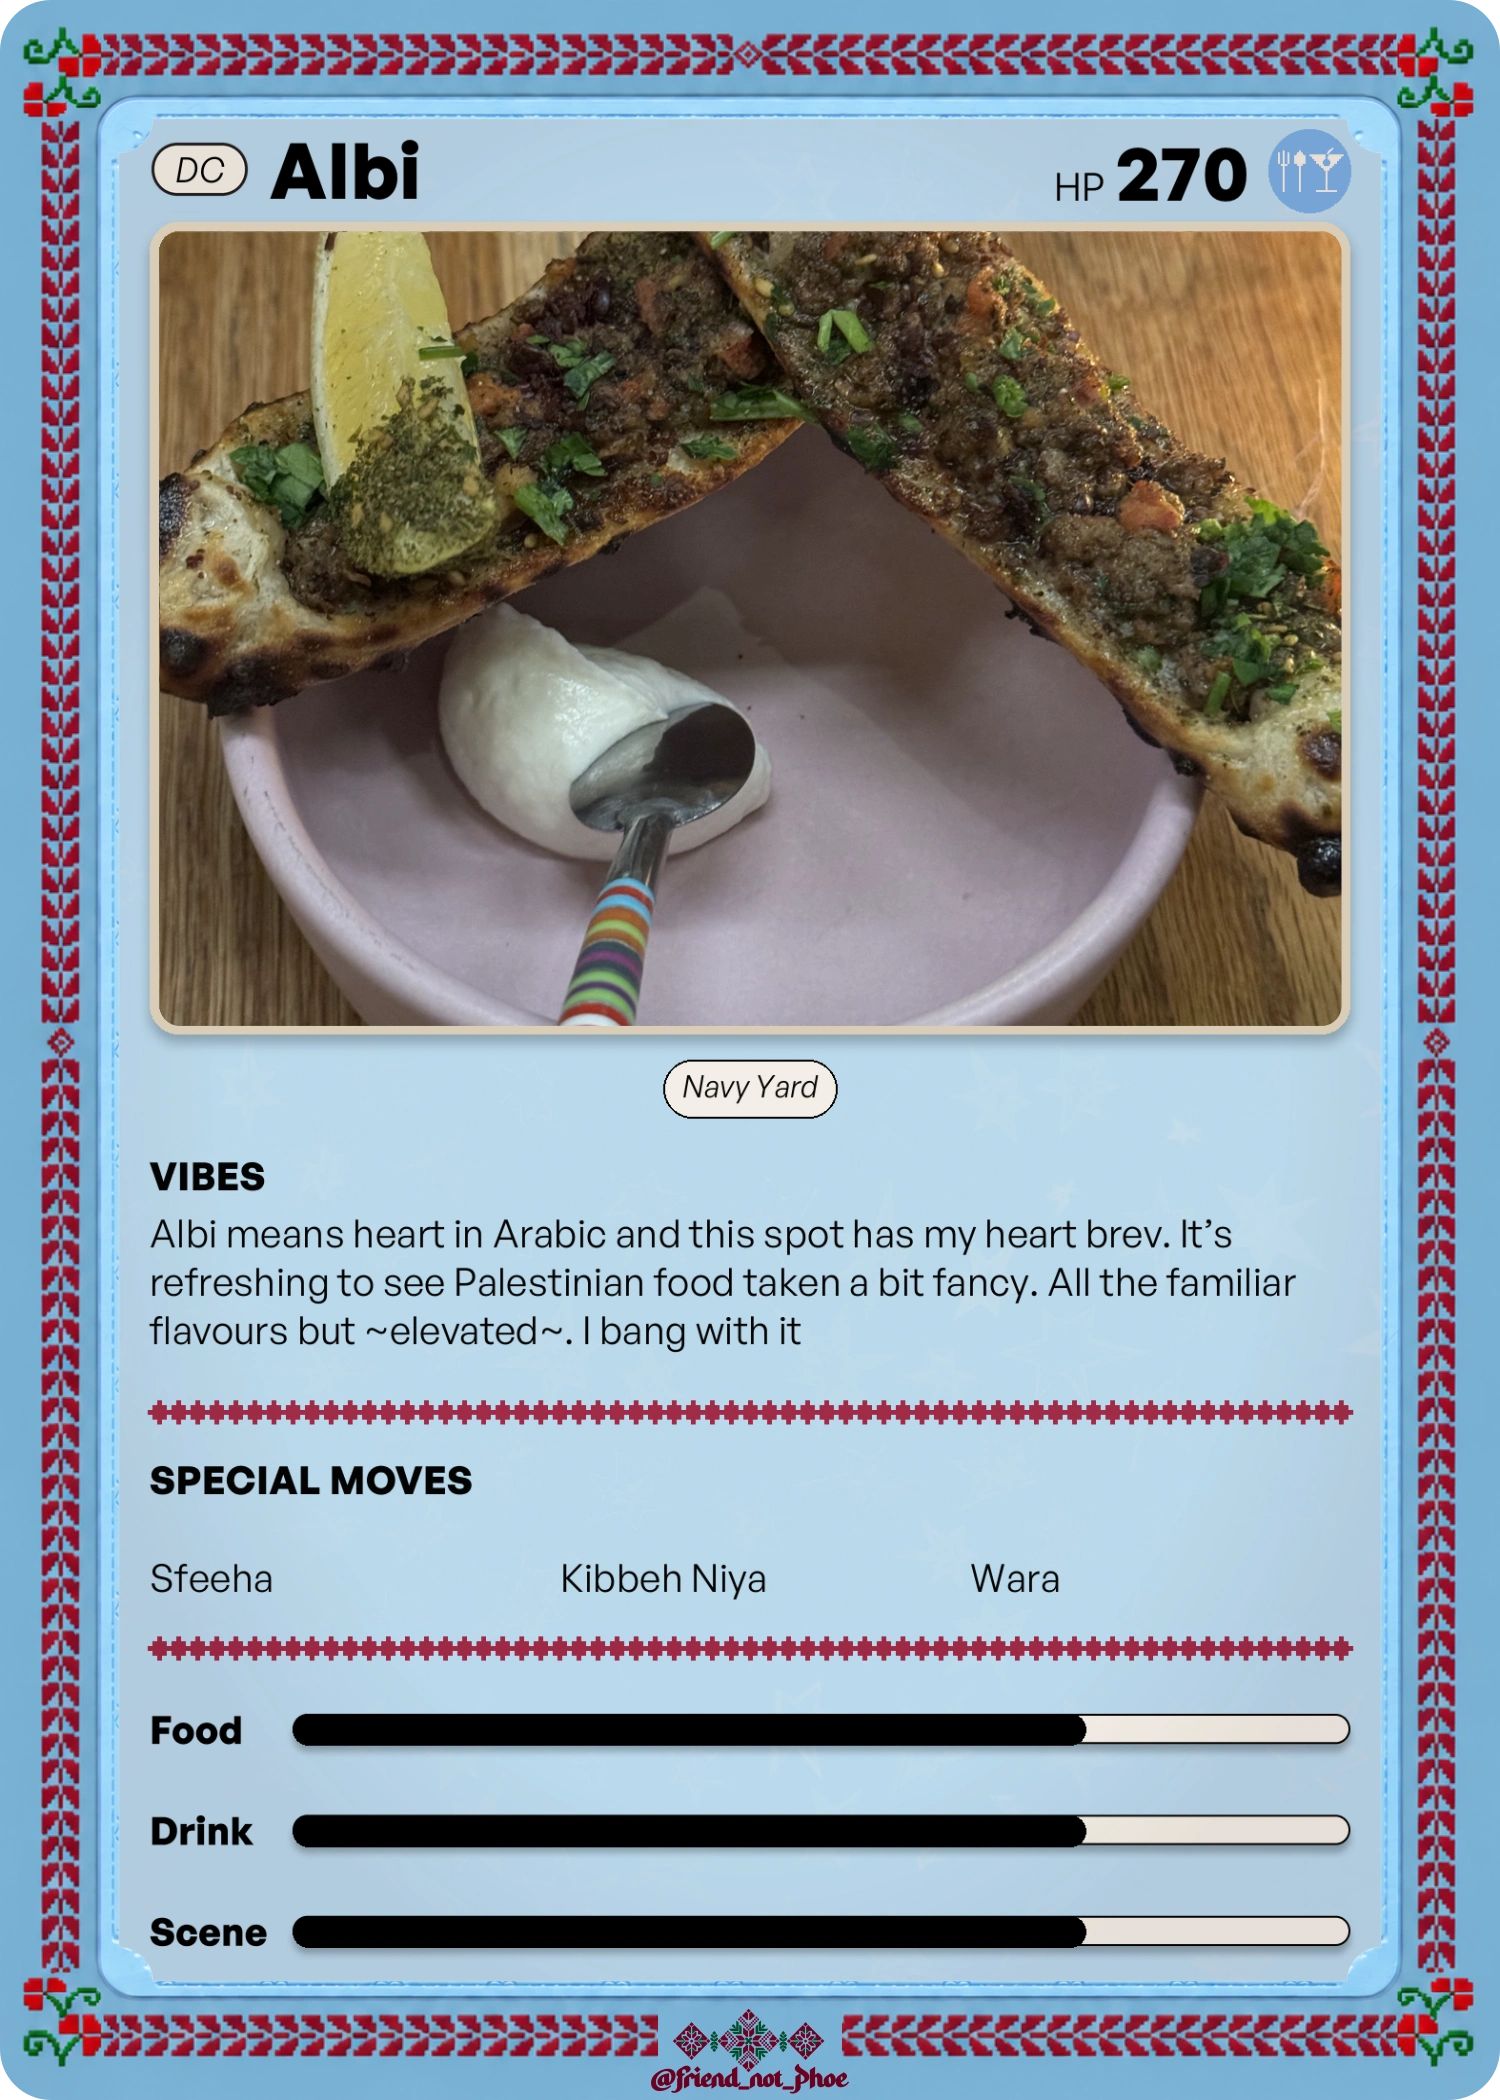 DC Albi HP 270
Navy Yard
VIBES
Albi means heart in Arabic and this spot has my heart brev. It's
refreshing to see Palestinian food taken a bit fancy. All the familiar
flavours but ~elevated~. I bang with it
SPECIAL MOVES
Sfeeha Kibbeh Niya Wara
Food
Drink
Scene
@friend_not_phoe